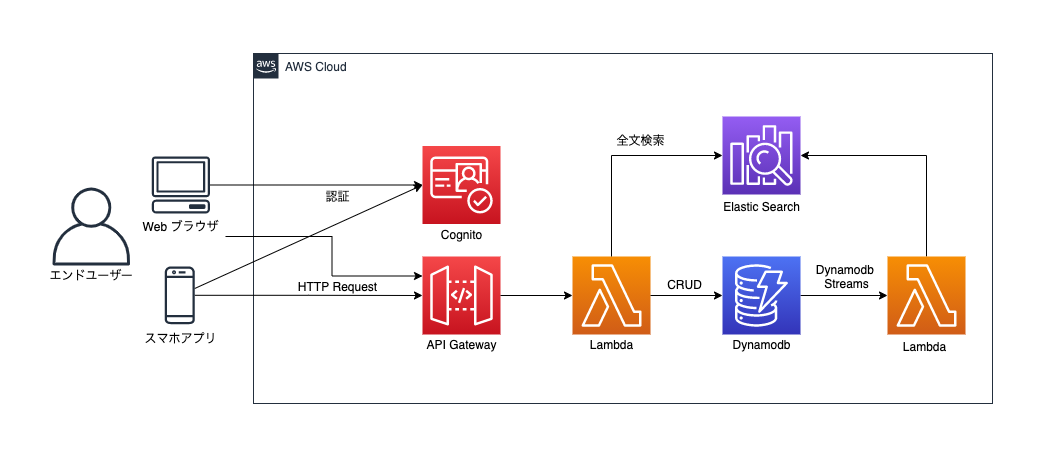 aws
AWS Cloud
全文検索
認証
Elastic Search
Web ブラウザ
Cognito
エンドユーザー
Dynamodb
Streams
HTTP Request
CRUD
スマホアプリ
API Gateway
Lambda
Dynamodb
Lambda